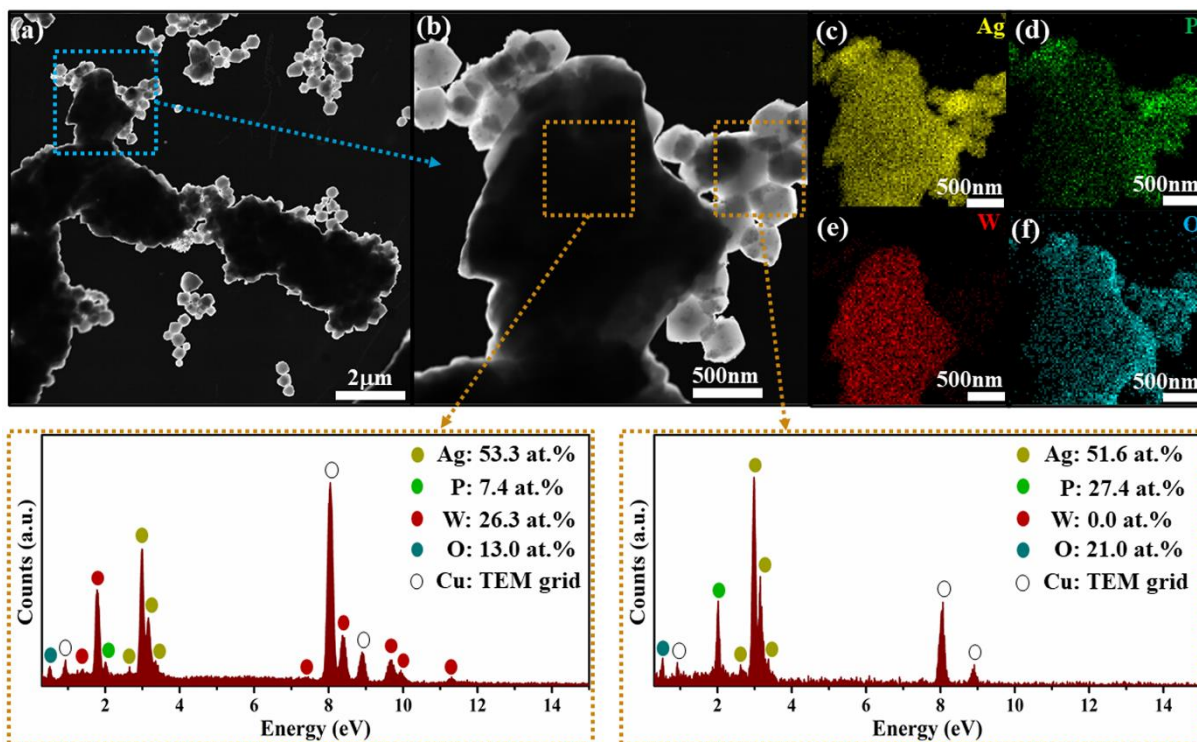 (a)
2μm
(b)
500nm
(c)
Ag
500nm
(d)
P
500nm
(e)
W
500nm
(f)
O
500nm
Counts (a.u.)
Ag: 53.3 at.%
P: 7.4 at.%
W: 26.3 at.%
O: 13.0 at.%
Cu: TEM grid
2 4 6 8 10 12 14
Energy (eV)
Counts (a.u.)
Ag: 51.6 at.%
P: 27.4 at.%
W: 0.0 at.%
O: 21.0 at.%
Cu: TEM grid
2 4 6 8 10 12 14
Energy (eV)